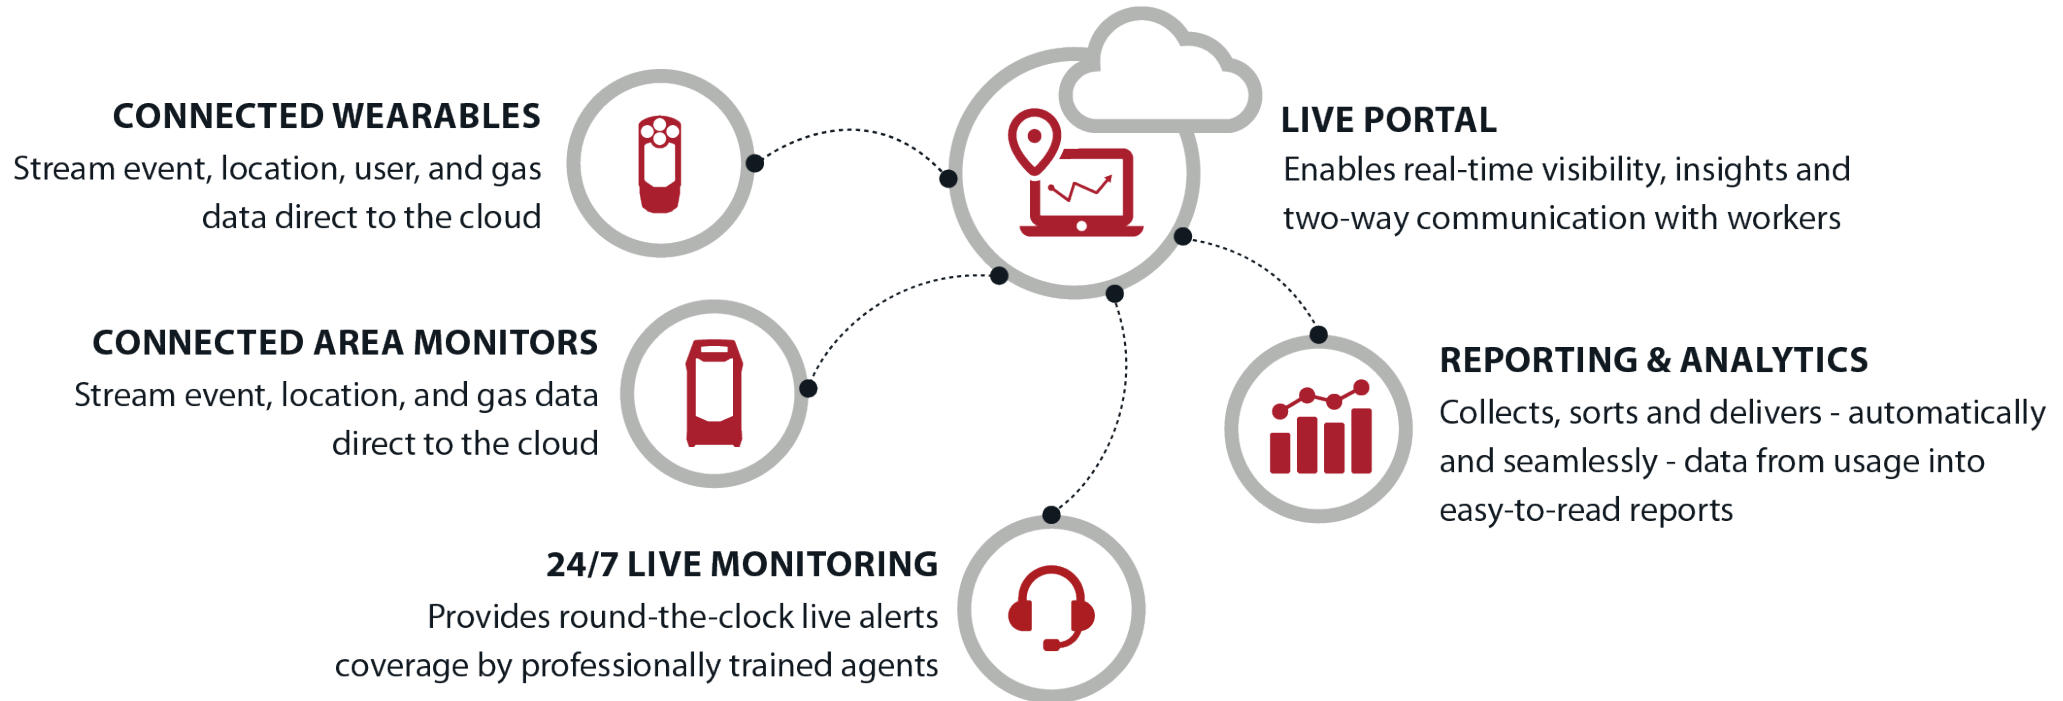 CONNECTED WEARABLES
Stream event, location, user, and gas
data direct to the cloud
LIVE PORTAL
Enables real-time visibility, insights and
two-way communication with workers
CONNECTED AREA MONITORS
Stream event, location, and gas data
direct to the cloud
REPORTING & ANALYTICS
Collects, sorts and delivers - automatically
and seamlessly - data from usage into
easy-to-read reports
24/7 LIVE MONITORING
Provides round-the-clock live alerts
coverage by professionally trained agents